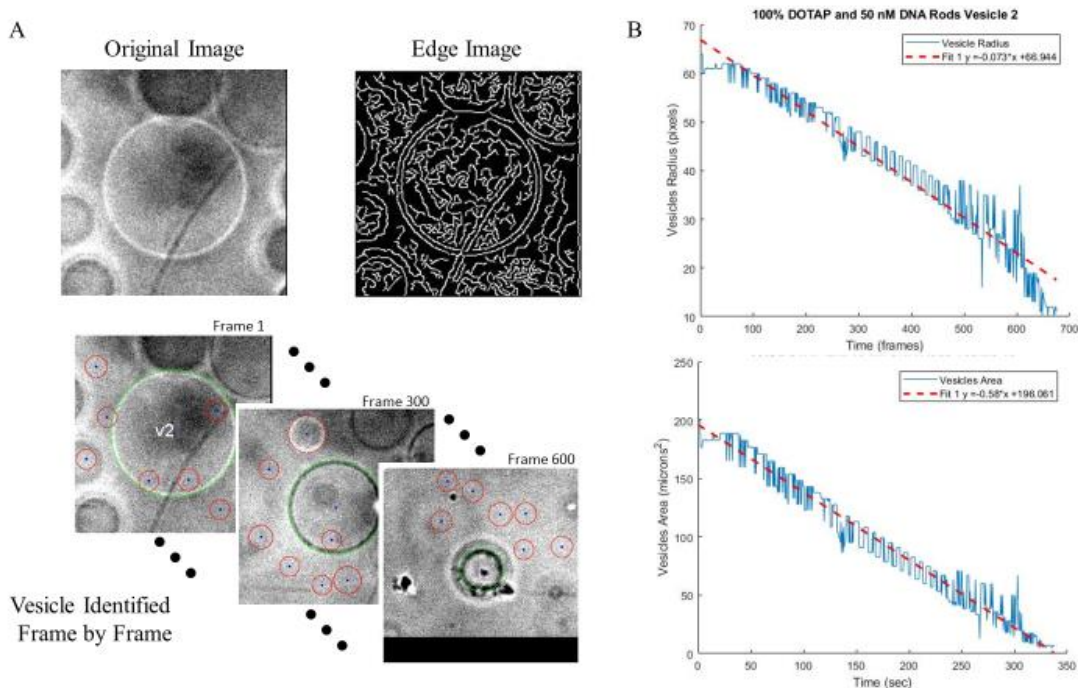 A
Original Image
Edge Image
Frame 1
v2
Frame 300
Frame 600
Vesicle Identified
Frame by Frame
B
100% DOTAP and 50 nM DNA Rods Vesicle 2
Vesicle Radius
Fit 1 y =-0.073*x +66.944
Vesicles Radius (pixels)
70
60
50
40
30
20
10
0
100
200
300
400
500
600
700
Time (frames)
Vesicles Area
Fit 1 y =-0.58*x +196.061
Vesicles Area (microns²)
250
200
150
100
50
0
0
50
100
150
200
250
300
350
Time (sec)